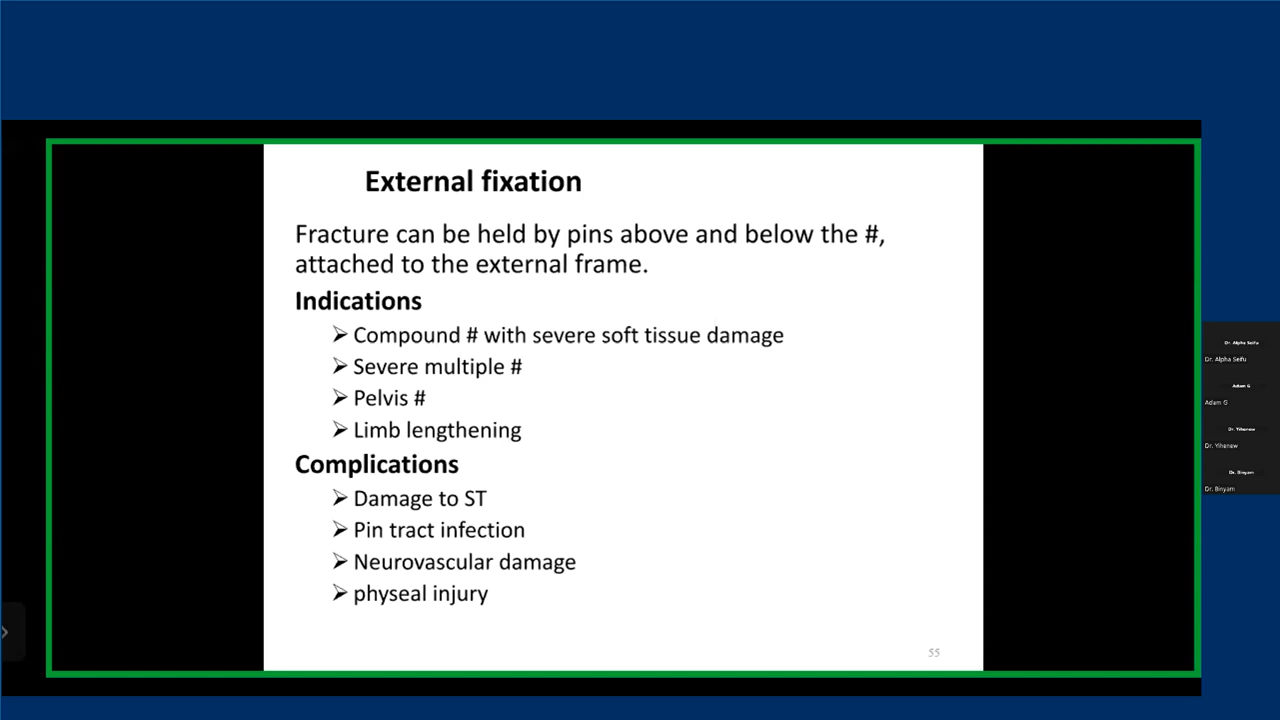 External fixation
Fracture can be held by pins above and below the #,
attached to the external frame.
Indications
Compound # with severe soft tissue damage
Severe multiple #
Pelvis #
Limb lengthening
Complications
Damage to ST
Pin tract infection
Neurovascular damage
physeal injury
55
Dr. Alpha Seifu
Dr. Alpha Seifu
Adam G
Adam G
Dr. Yihenew
Dr. Yihenew
Dr. Binyam
Dr. Binyam